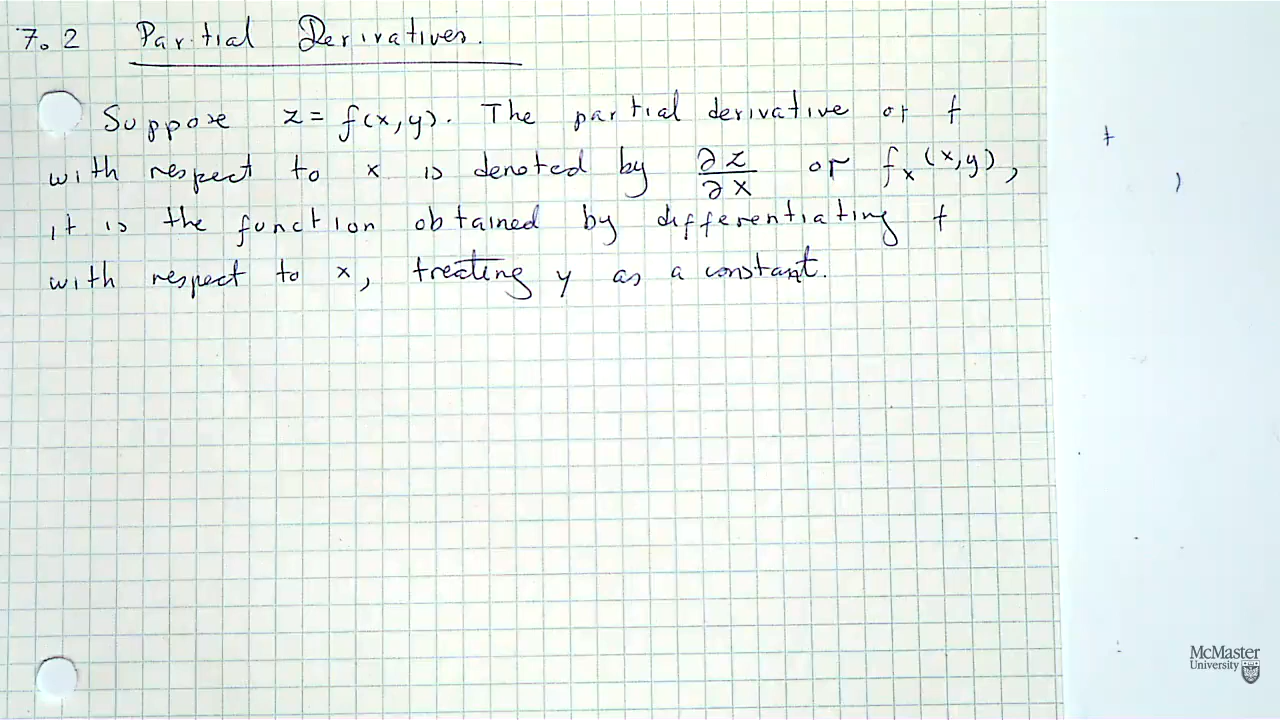 7.2 Partial Derivatives.
Suppose z = f(x,y). The partial derivative of f
with respect to x is denoted by ∂z/∂x or f_x(x,y),
it is the function obtained by differentiating f
with respect to x, treating y as a constant.
McMaster
University